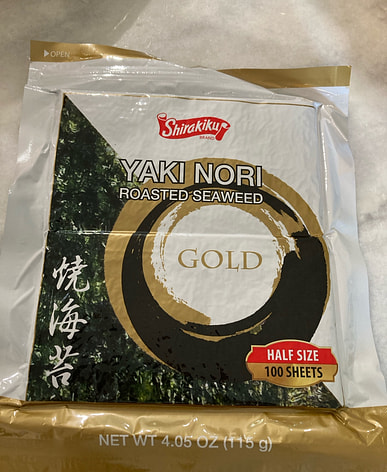 ▶OPEN
Shirakiku
BRAND
YAKI NORI
ROASTED SEAWEED
GOLD
焼海苔
HALF SIZE
100 SHEETS
NET WT 4.05 OZ (115 g)